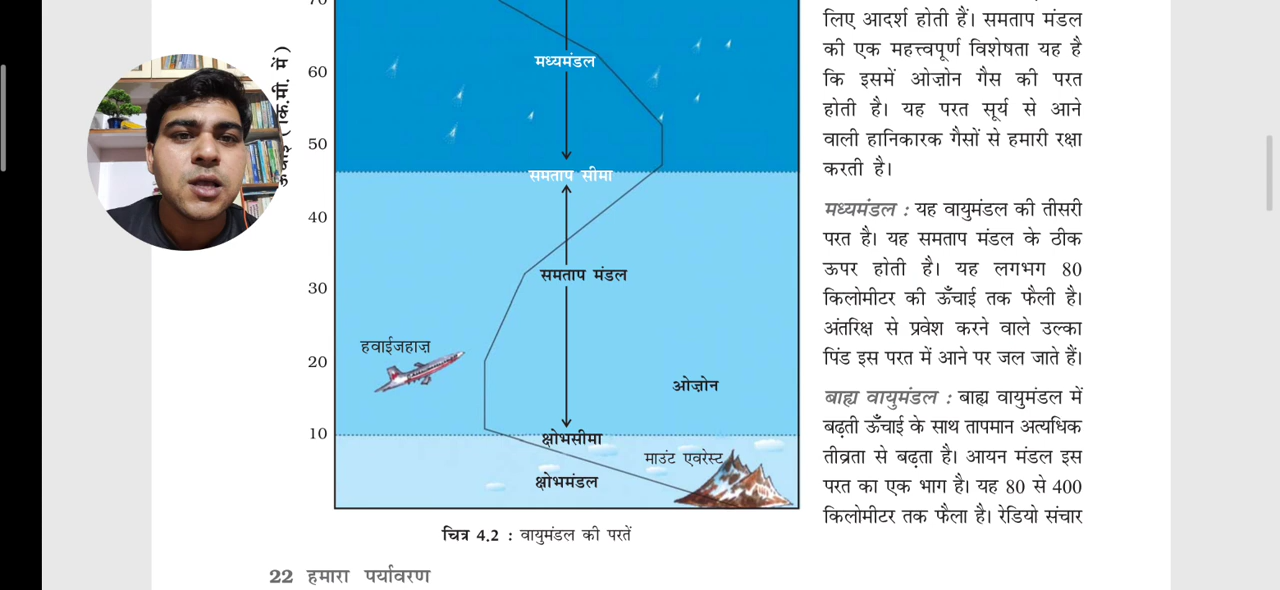 70
60
50
40
30
20
10
ऊँचाई (कि.मी. में)
मध्यमंडल
समताप सीमा
समताप मंडल
हवाईजहाज़
ओज़ोन
क्षोभसीमा
माउंट एवरेस्ट
क्षोभमंडल
चित्र 4.2 : वायुमंडल की परतें
22 हमारा पर्यावरण
लिए आदर्श होती हैं। समताप मंडल
की एक महत्त्वपूर्ण विशेषता यह है
कि इसमें ओज़ोन गैस की परत
होती है। यह परत सूर्य से आने
वाली हानिकारक गैसों से हमारी रक्षा
करती है।
मध्यमंडल : यह वायुमंडल की तीसरी
परत है। यह समताप मंडल के ठीक
ऊपर होती है। यह लगभग 80
किलोमीटर की ऊँचाई तक फैली है।
अंतरिक्ष से प्रवेश करने वाले उल्का
पिंड इस परत में आने पर जल जाते हैं।
बाह्य वायुमंडल : बाह्य वायुमंडल में
बढ़ती ऊँचाई के साथ तापमान अत्यधिक
तीव्रता से बढ़ता है। आयन मंडल इस
परत का एक भाग है। यह 80 से 400
किलोमीटर तक फैला है। रेडियो संचार